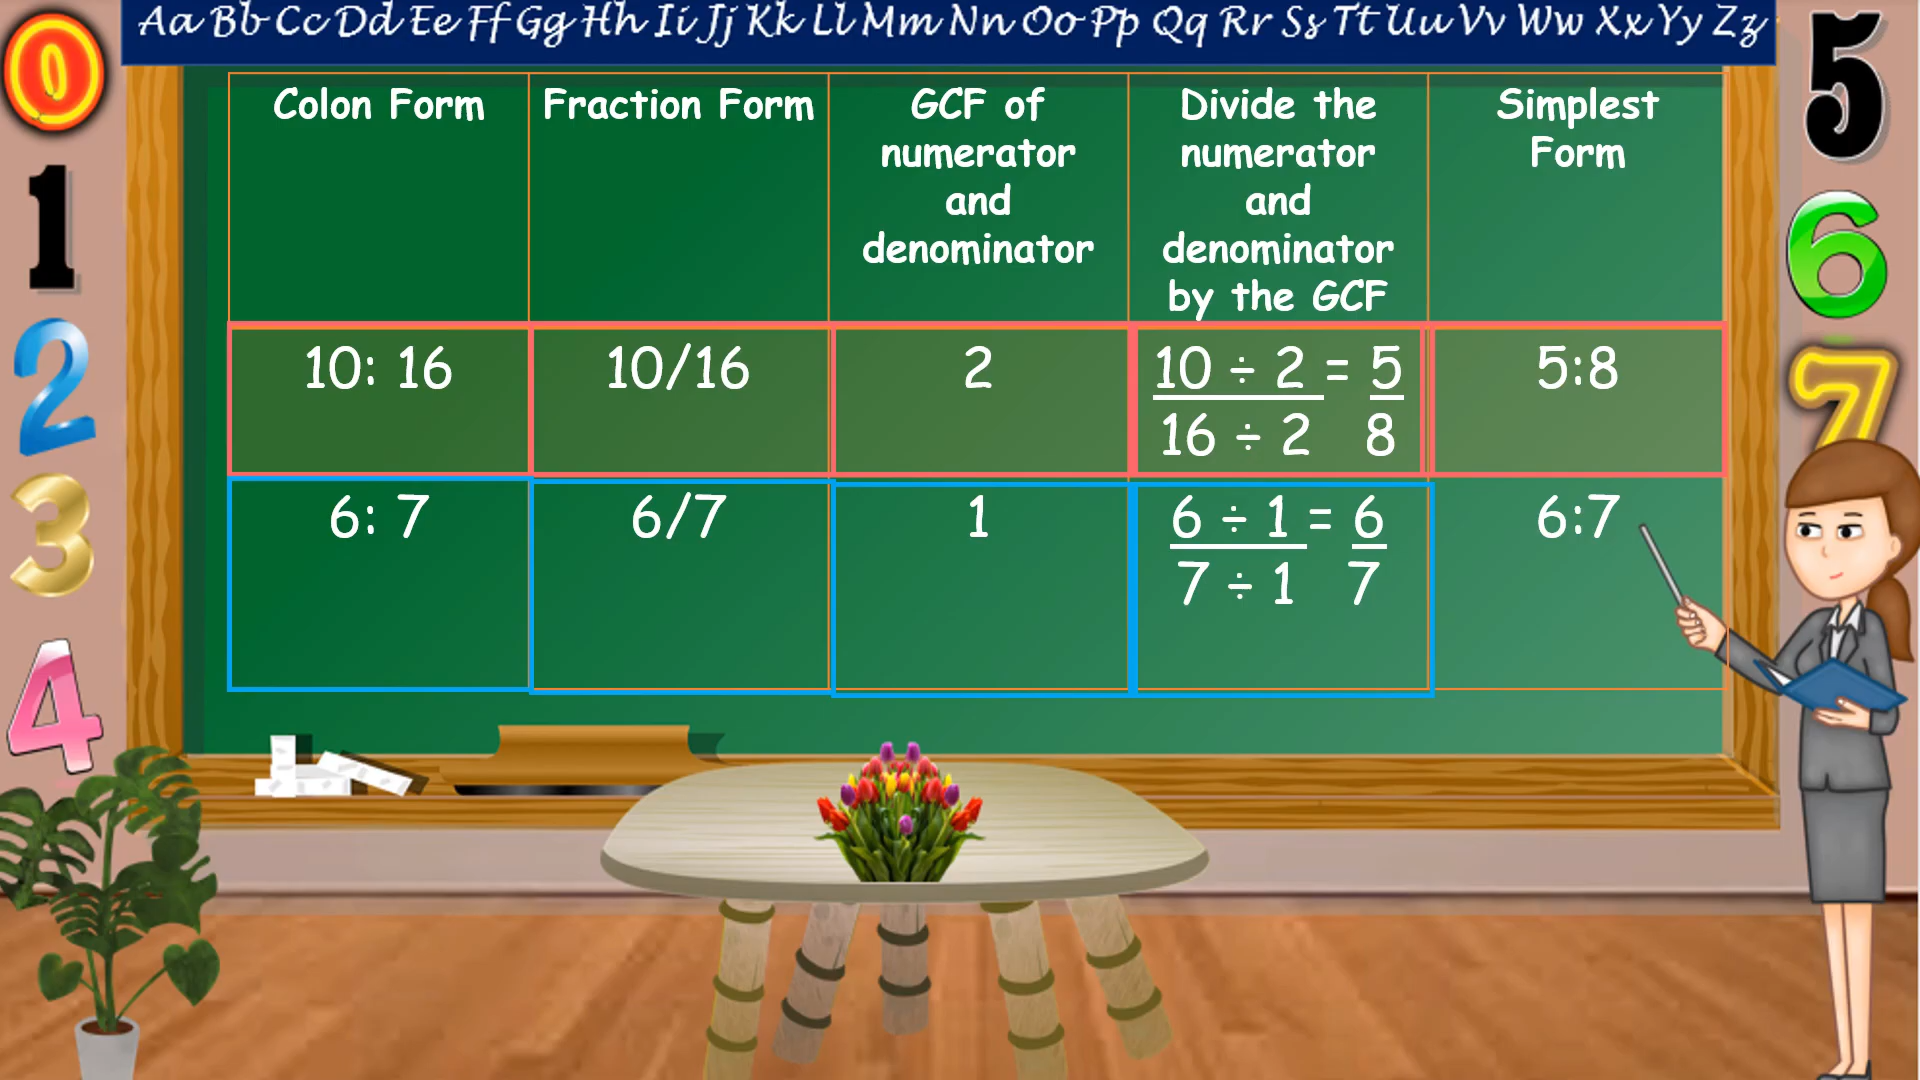 Aa Bb Cc Dd Ee Ff Gg Hh Ii Jj Kk Ll Mm Nn Oo Pp Qq Rr Ss Tt Uu Vv Ww Xx Yy Zz
0
1
2
3
4
5
6
7
Colon Form
Fraction Form
GCF of
numerator
and
denominator
Divide the
numerator
and
denominator
by the GCF
Simplest
Form
10: 16
10/16
2
10 ÷ 2 = 5
16 ÷ 2 8
5:8
6: 7
6/7
1
6 ÷ 1 = 6
7 ÷ 1 7
6:7